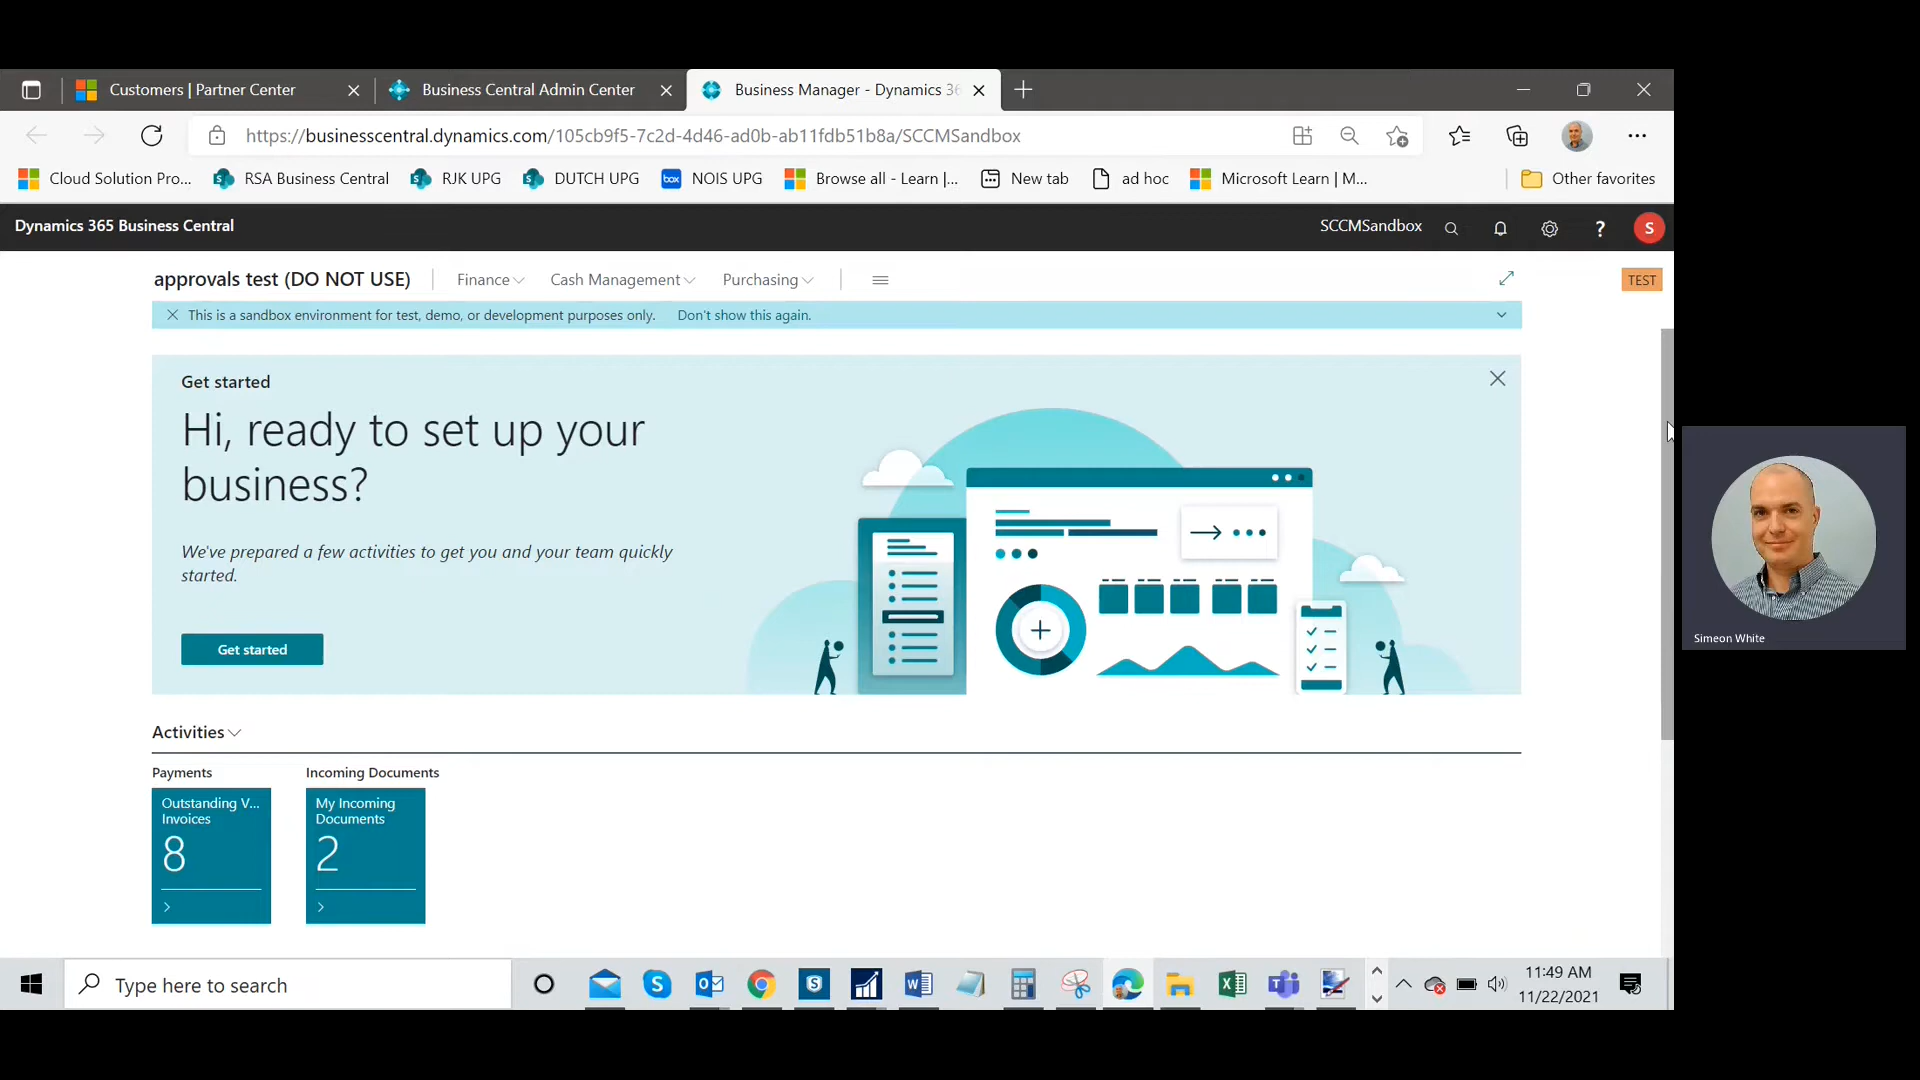 Customers | Partner Center
Business Central Admin Center
Business Manager - Dynamics 36
https://businesscentral.dynamics.com/105cb9f5-7c2d-4d46-ad0b-ab11fdb51b8a/SCCMSandbox
Cloud Solution Pro...
RSA Business Central
RJK UPG
DUTCH UPG
box
NOIS UPG
Browse all - Learn |...
New tab
ad hoc
Microsoft Learn | M...
Other favorites
Dynamics 365 Business Central
SCCMSandbox
?
S
approvals test (DO NOT USE)
Finance
Cash Management
Purchasing
TEST
This is a sandbox environment for test, demo, or development purposes only.
Don't show this again.
Get started
Hi, ready to set up your
business?
We've prepared a few activities to get you and your team quickly
started.
Get started
Simeon White
Activities
Payments
Incoming Documents
Outstanding V...
Invoices
8
My Incoming
Documents
2
Type here to search
11:49 AM
11/22/2021